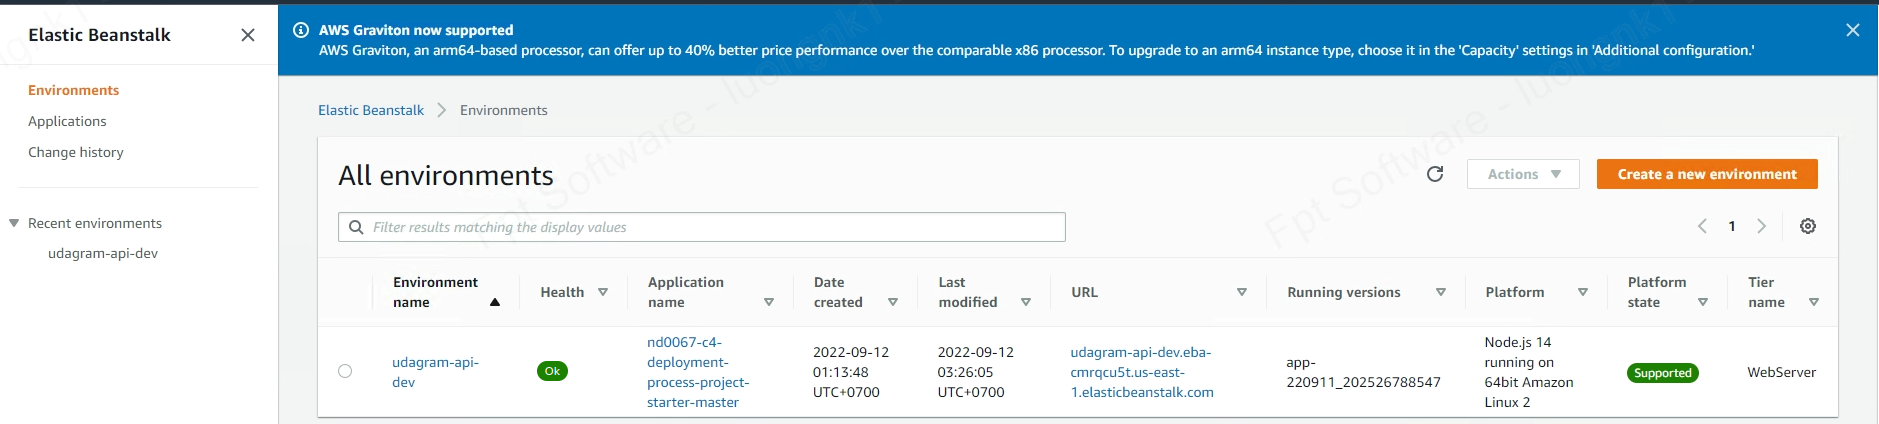 Elastic Beanstalk
Environments
Applications
Change history
Recent environments
udagram-api-dev
AWS Graviton now supported
AWS Graviton, an arm64-based processor, can offer up to 40% better price performance over the comparable x86 processor. To upgrade to an arm64 instance type, choose it in the 'Capacity' settings in 'Additional configuration.'
Elastic Beanstalk > Environments
All environments
Actions
Create a new environment
Filter results matching the display values
1
Environment name
Health
Application name
Date created
Last modified
URL
Running versions
Platform
Platform state
Tier name
udagram-api-
dev
Ok
nd0067-c4-
deployment-
process-project-
starter-master
2022-09-12
01:13:48
UTC+0700
2022-09-12
03:26:05
UTC+0700
udagram-api-dev.eba-
cmrqcu5t.us-east-
1.elasticbeanstalk.com
app-
220911_202526788547
Node.js 14
running on
64bit Amazon
Linux 2
Supported
WebServer
Fpt Software - luongnk1
Fpt Software - luongnk